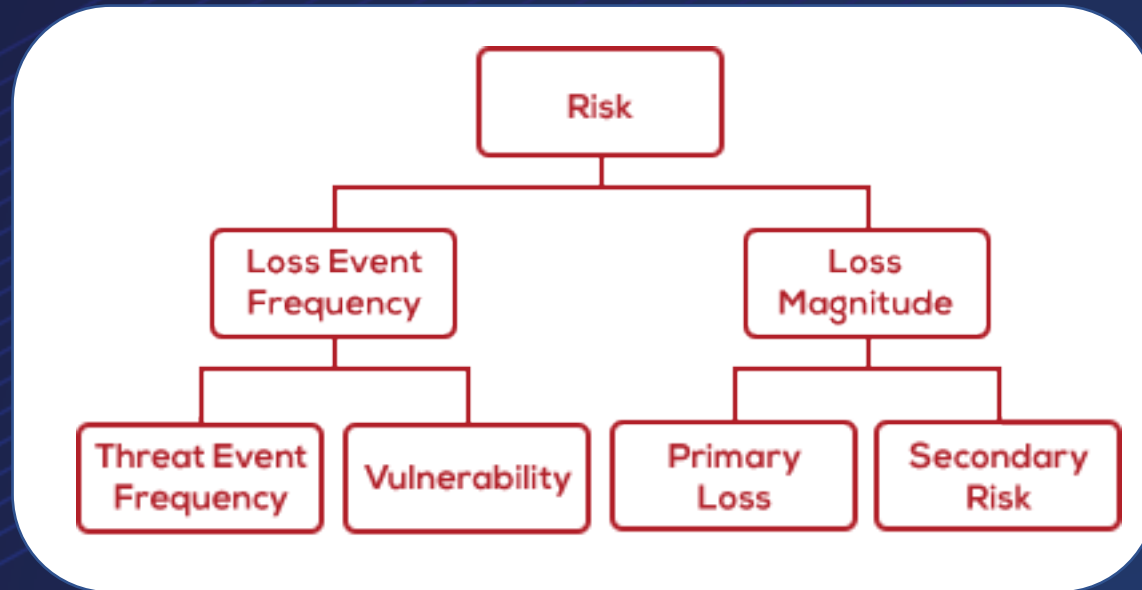 Risk
Loss Event
Frequency
Loss
Magnitude
Threat Event
Frequency
Vulnerability
Primary
Loss
Secondary
Risk